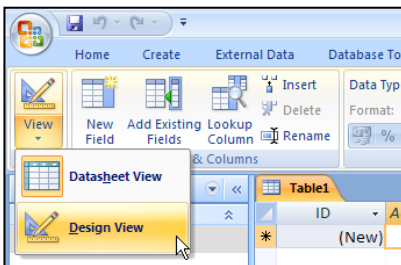 Home Create External Data Database To
View
New Field
Add Existing Fields
Lookup Column
Insert
Delete
Rename
& Columns
Data Typ
Format:
%
Datasheet View
Design View
Table1
ID A
(New)